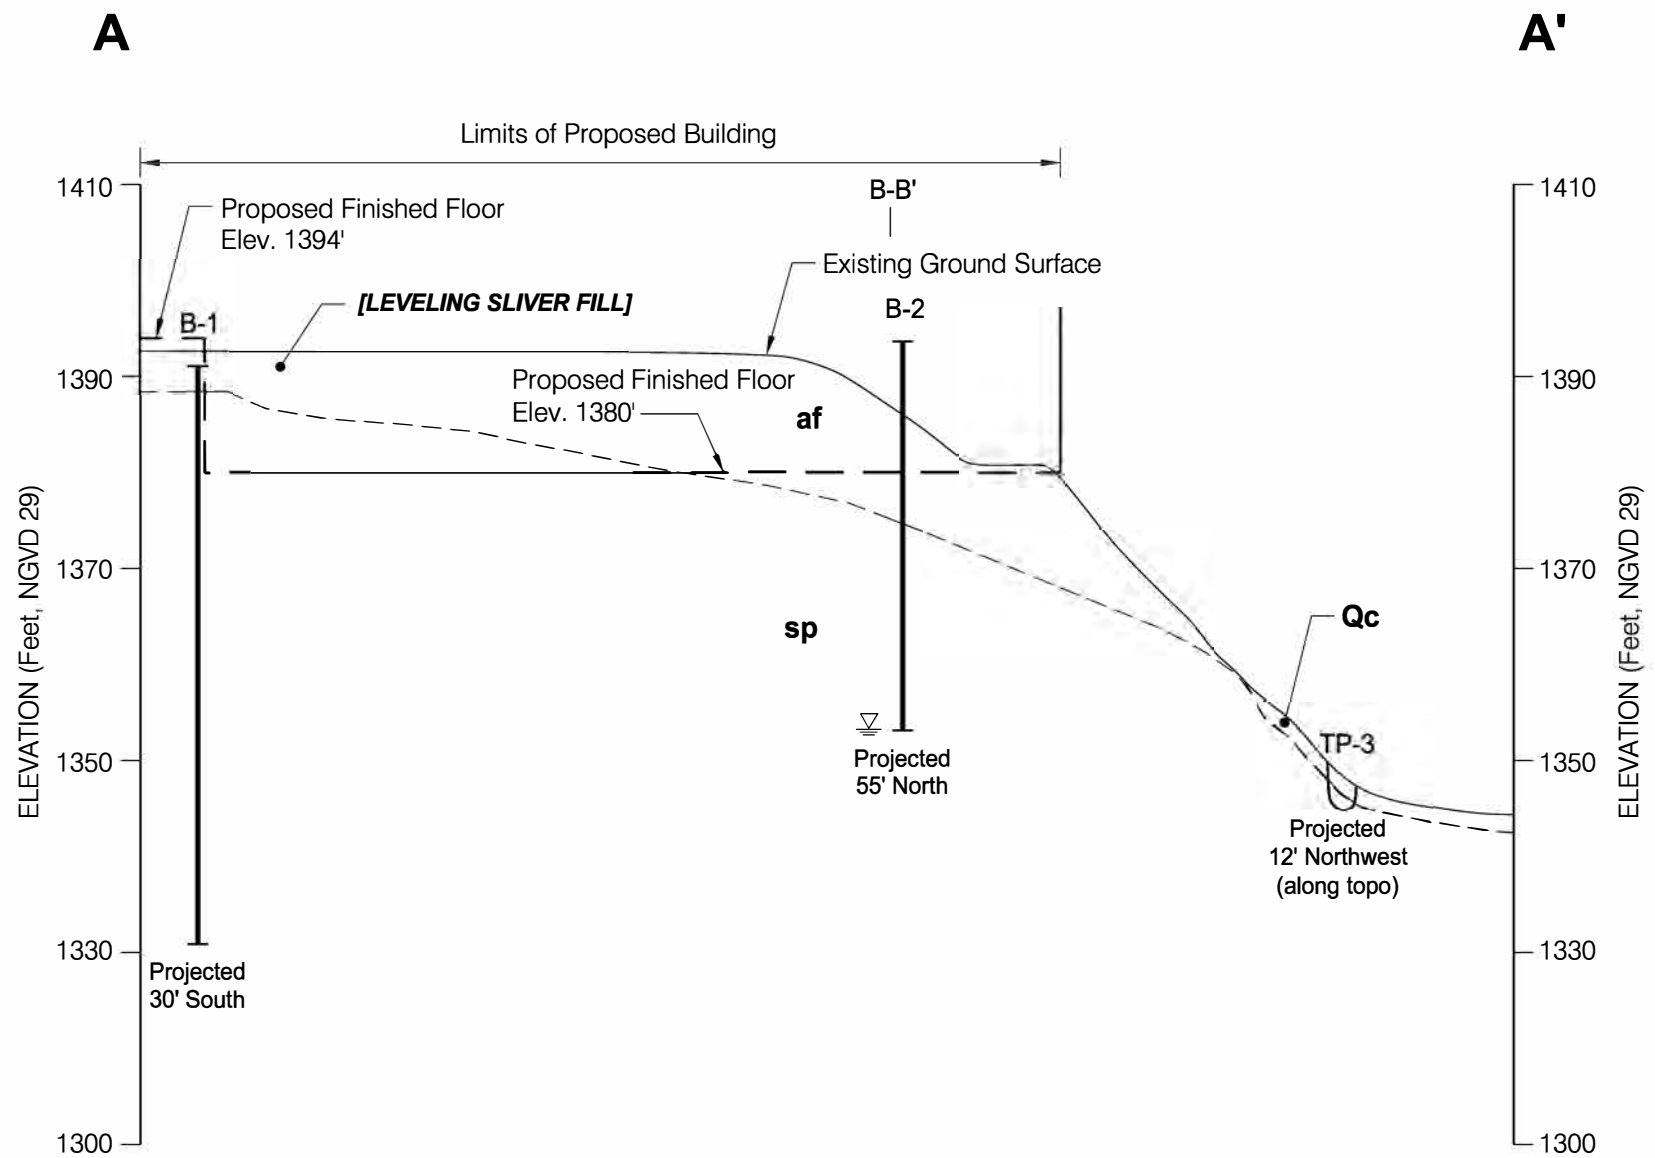 A
A'
Limits of Proposed Building
1410
1410
B-B'
Proposed Finished Floor
Elev. 1394'
Existing Ground Surface
[LEVELING SLIVER FILL]
B-2
B-1
1390
1390
Proposed Finished Floor
Elev. 1380'
af
ELEVATION (Feet, NGVD 29)
ELEVATION (Feet, NGVD 29)
1370
1370
Qc
sp
TP-3
1350
1350
Projected
55' North
Projected
12' Northwest
(along topo)
1330
1330
Projected
30' South
1300
1300